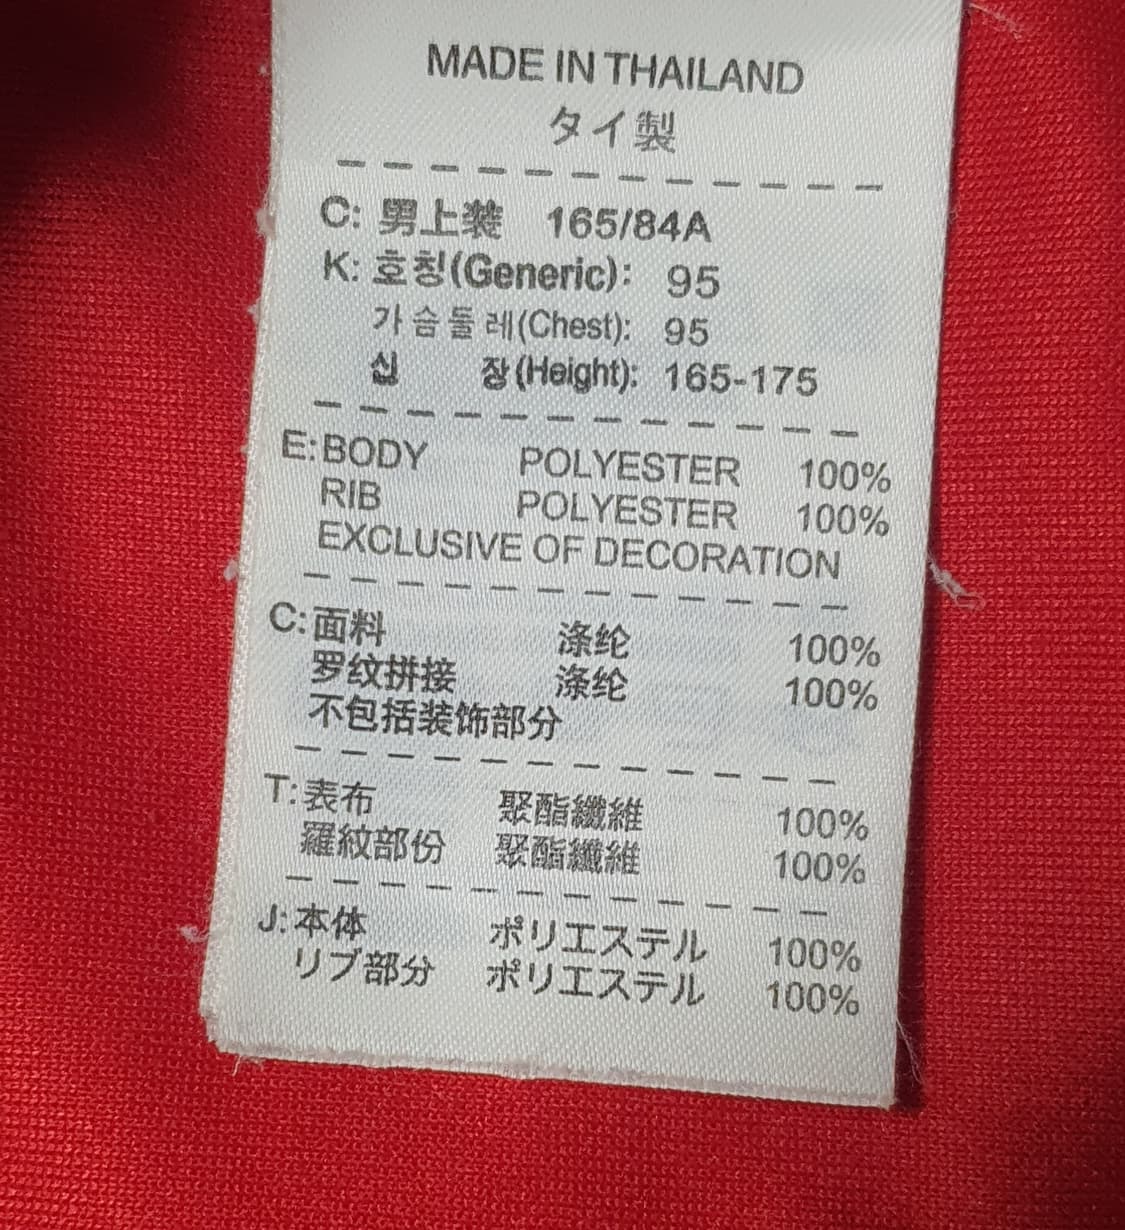 MADE IN THAILAND
タイ製
C: 男上装 165/84A
K: 호칭(Generic): 95
가슴둘레(Chest): 95
십 장(Height): 165-175
E:BODY POLYESTER 100%
RIB POLYESTER 100%
EXCLUSIVE OF DECORATION
C:面料 涤纶 100%
罗纹拼接 涤纶 100%
不包括装饰部分
T:表布 聚酯纖維 100%
羅紋部份 聚酯纖維 100%
J:本体 ポリエステル 100%
リブ部分 ポリエステル 100%